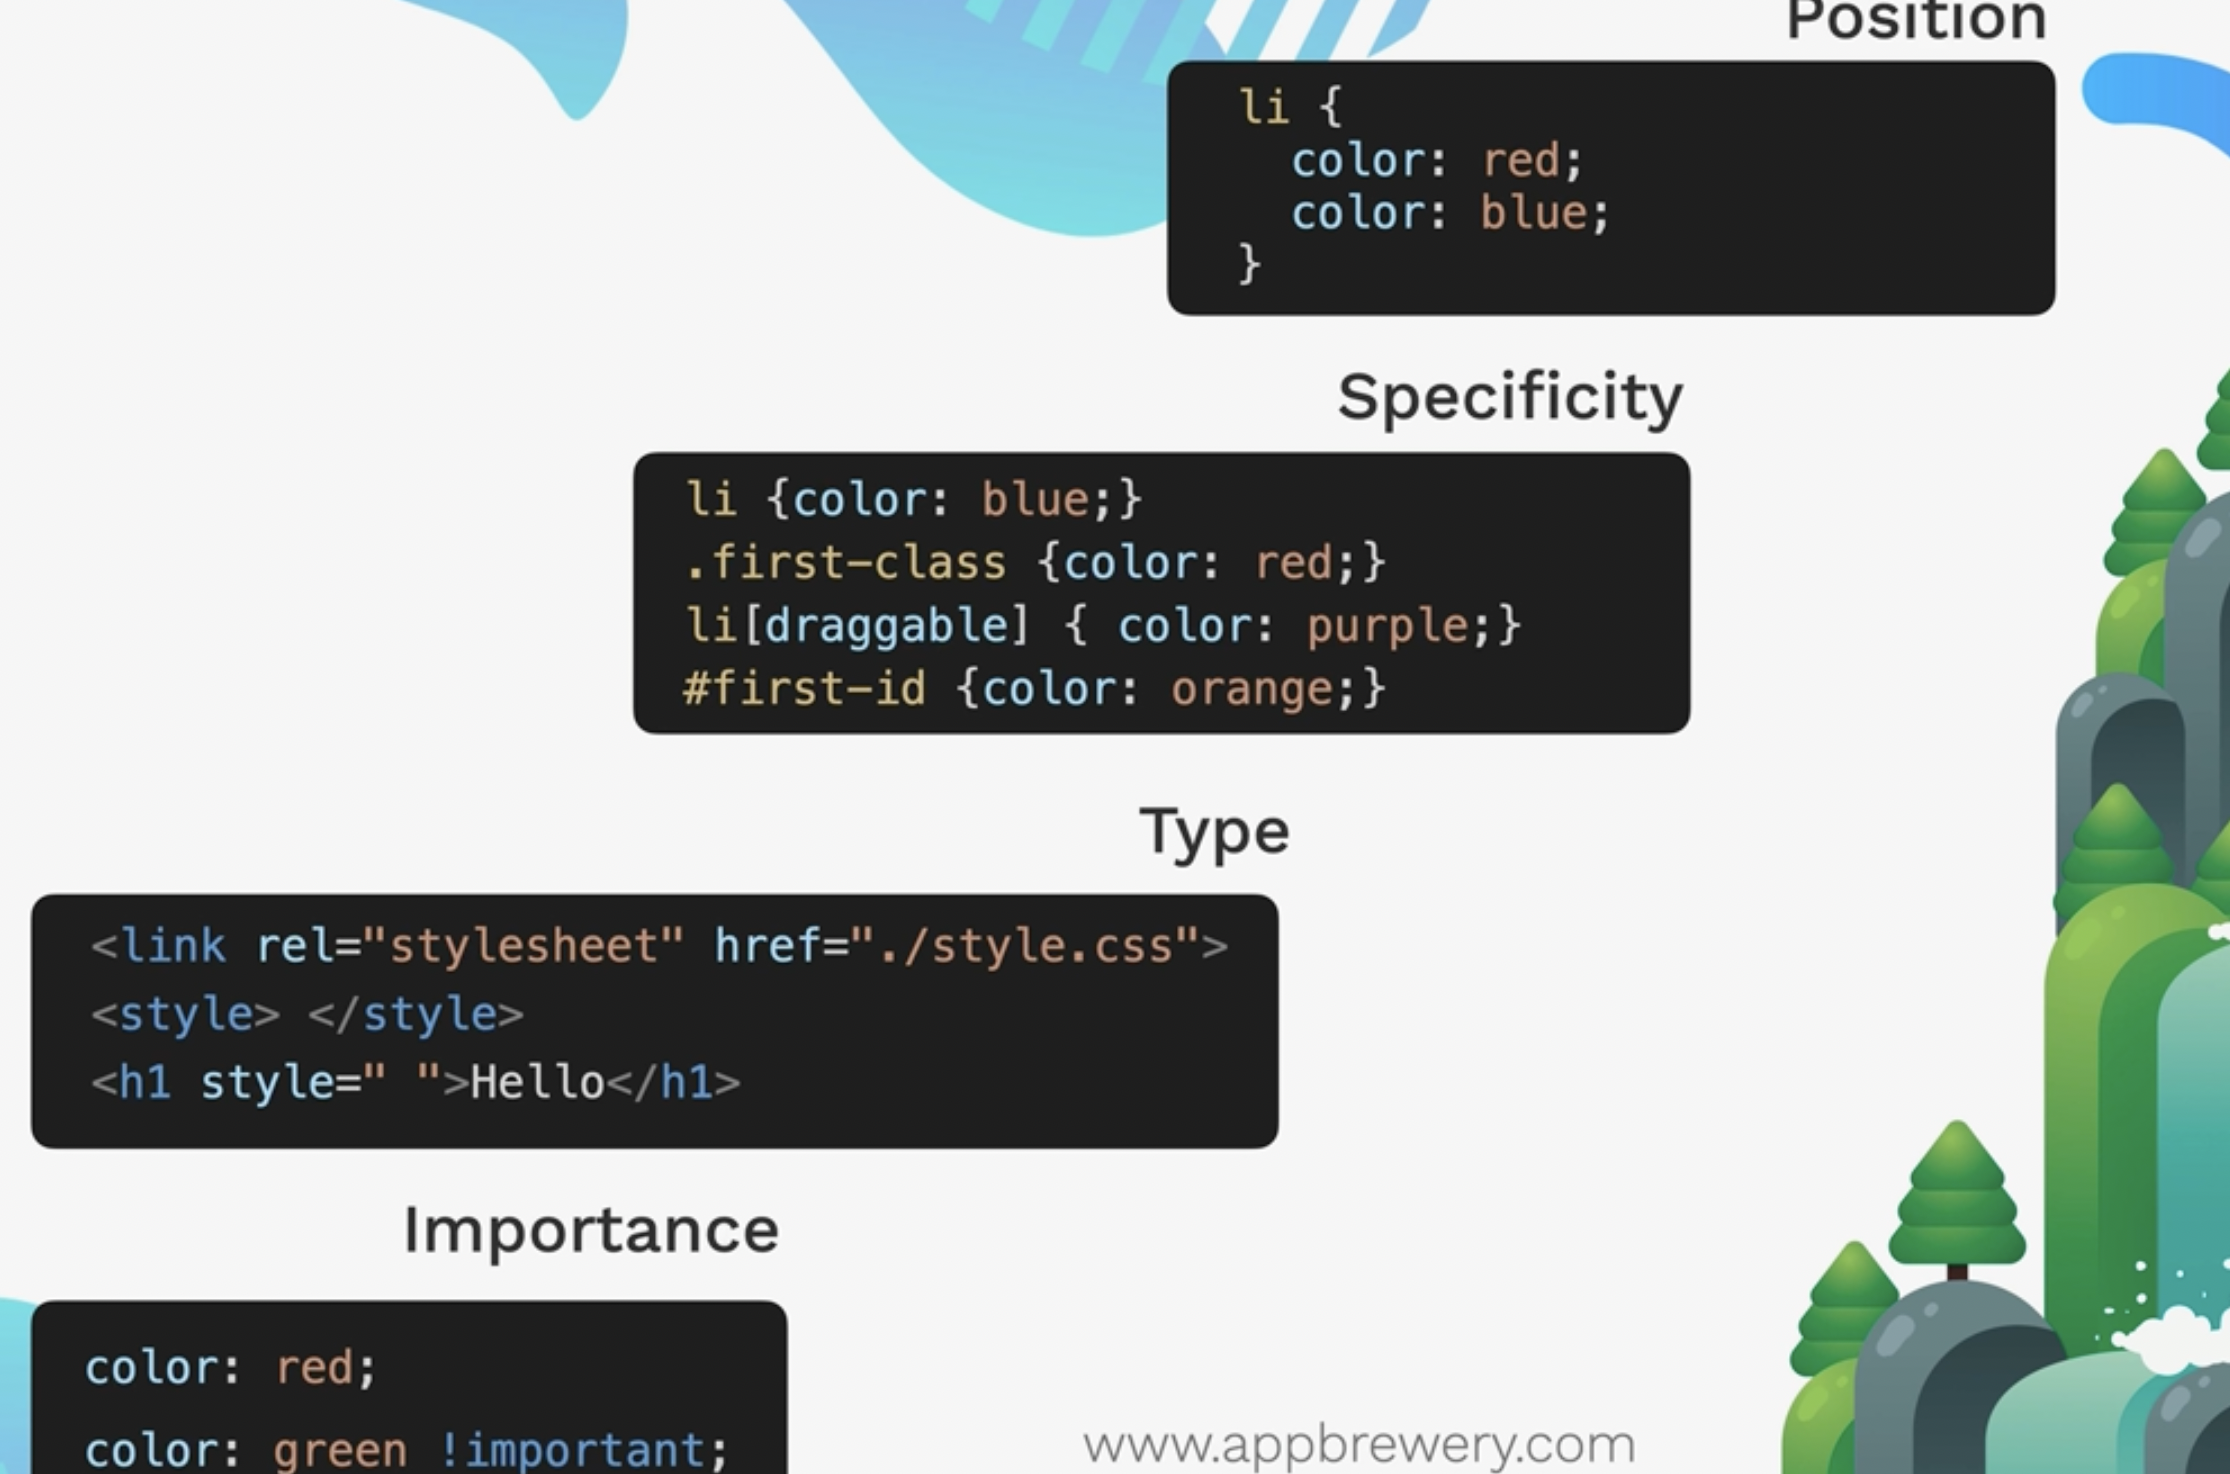 Position
li {
color: red;
color: blue;
}
Specificity
li {color: blue;}
.first-class {color: red;}
li[draggable] { color: purple;}
#first-id {color: orange;}
Type
<link rel="stylesheet" href="./style.css">
<style> </style>
<h1 style=" ">Hello</h1>
Importance
color: red;
color: green !important;
www.appbrewery.com